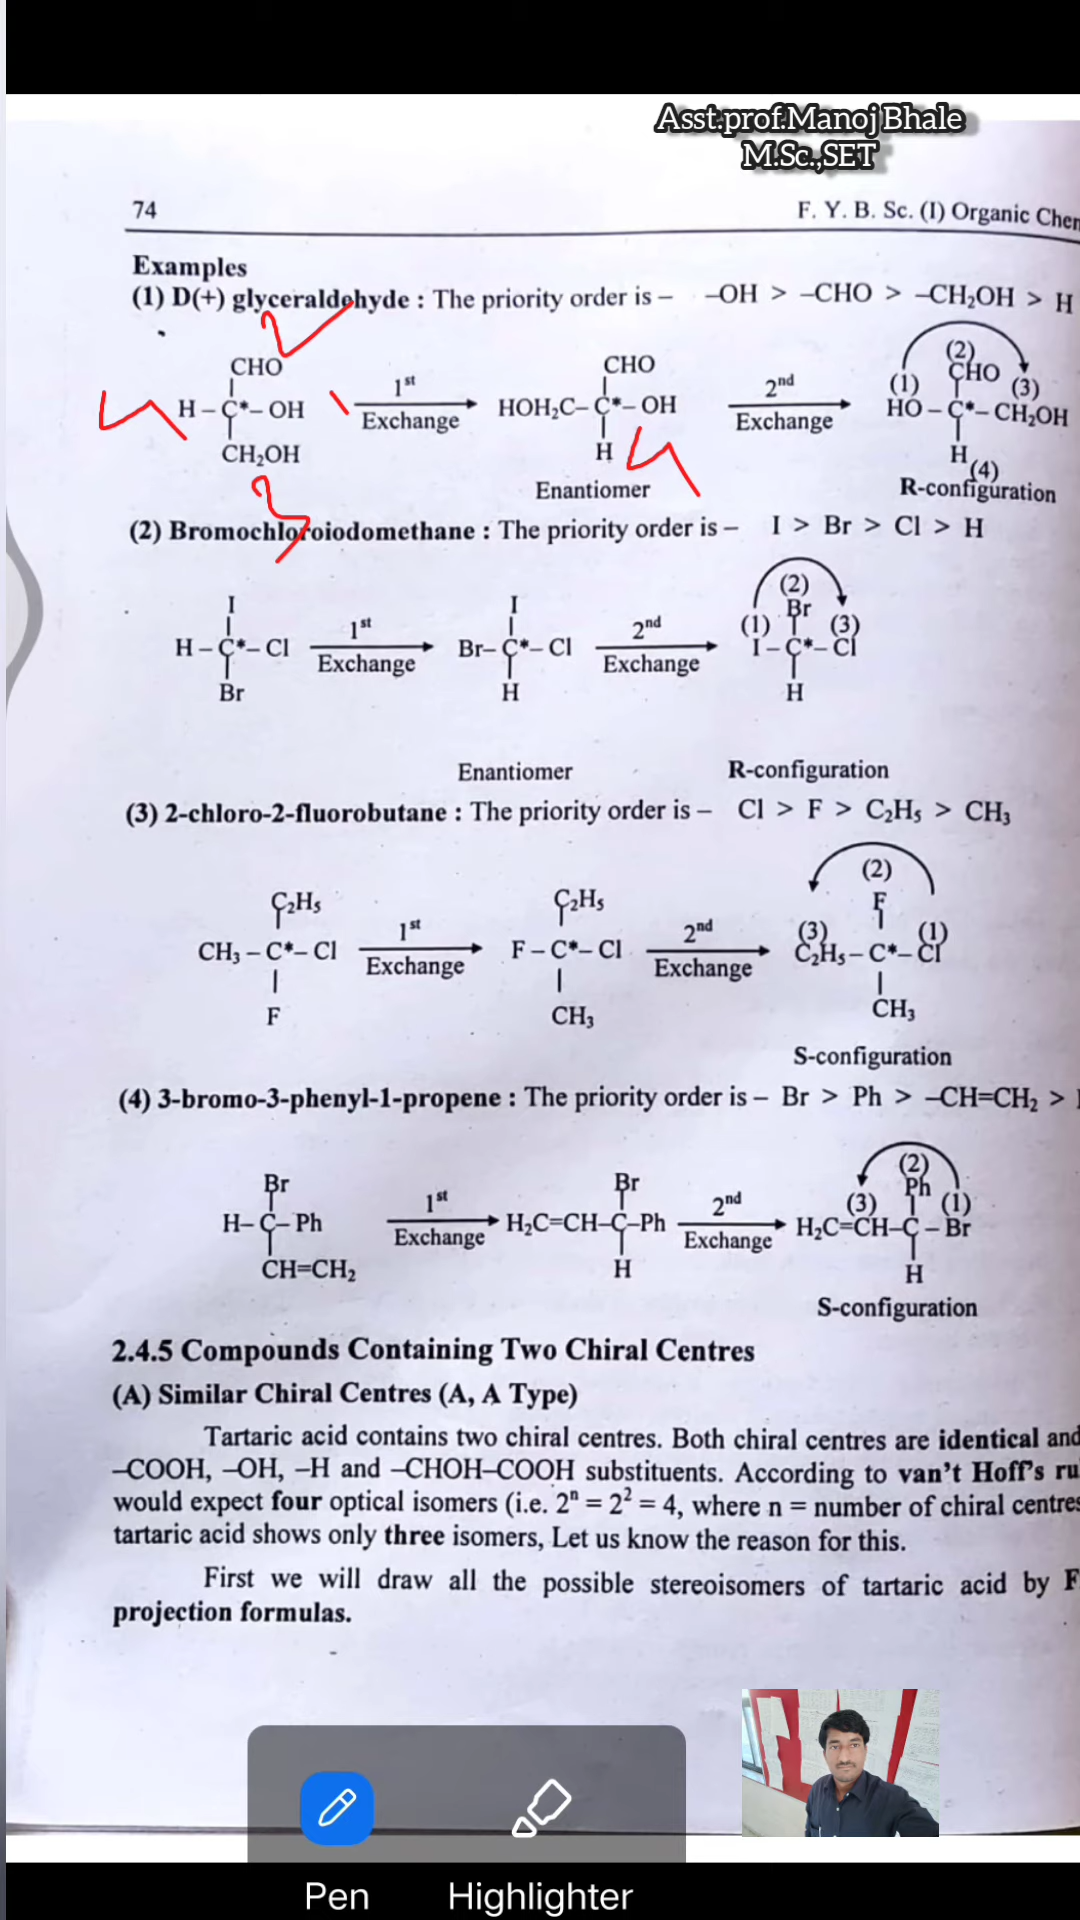 Asst.prof.Manoj Bhale
M.Sc.,SET
74
F. Y. B. Sc. (I) Organic Chem
Examples
(1) D(+) glyceraldehyde : The priority order is – –OH > –CHO > –CH₂OH > H
2
CHO
4 H – C*– OH 1
CH₂OH
3
1st
Exchange
CHO
HOH₂C– C*– OH
H 4
Enantiomer
2nd
Exchange
(2)
(1) CHO (3)
HO – C*– CH₂OH
H (4)
R-configuration
(2) Bromochloroiodomethane : The priority order is – I > Br > Cl > H
I
H – C*– Cl
Br
1st
Exchange
I
Br– C*– Cl
H
Enantiomer
2nd
Exchange
(2)
(1) Br (3)
I – C*– Cl
H
R-configuration
(3) 2-chloro-2-fluorobutane : The priority order is – Cl > F > C₂H₅ > CH₃
C₂H₅
CH₃ – C*– Cl
F
1st
Exchange
C₂H₅
F – C*– Cl
CH₃
2nd
Exchange
(2)
F
(3) (1)
C₂H₅ – C*– Cl
CH₃
S-configuration
(4) 3-bromo-3-phenyl-1-propene : The priority order is – Br > Ph > –CH=CH₂ >
Br
H– C– Ph
CH=CH₂
1st
Exchange
Br
H₂C=CH–C–Ph
H
2nd
Exchange
(2)
(3) Ph (1)
H₂C=CH–C – Br
H
S-configuration
2.4.5 Compounds Containing Two Chiral Centres
(A) Similar Chiral Centres (A, A Type)
Tartaric acid contains two chiral centres. Both chiral centres are identical and
–COOH, –OH, –H and –CHOH–COOH substituents. According to van't Hoff's ru
would expect four optical isomers (i.e. 2ⁿ = 2² = 4, where n = number of chiral centres
tartaric acid shows only three isomers, Let us know the reason for this.
First we will draw all the possible stereoisomers of tartaric acid by F
projection formulas.
Pen
Highlighter